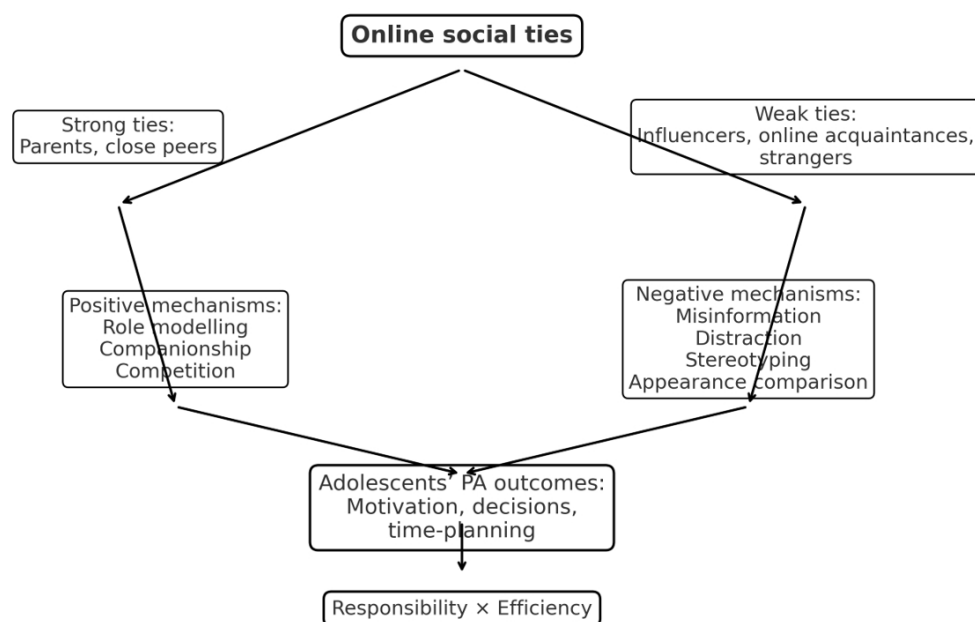 Online social ties
Strong ties:
Parents, close peers
Weak ties:
Influencers, online acquaintances,
strangers
Positive mechanisms:
Role modelling
Companionship
Competition
Negative mechanisms:
Misinformation
Distraction
Stereotyping
Appearance comparison
Adolescents’ PA outcomes:
Motivation, decisions,
time-planning
Responsibility × Efficiency